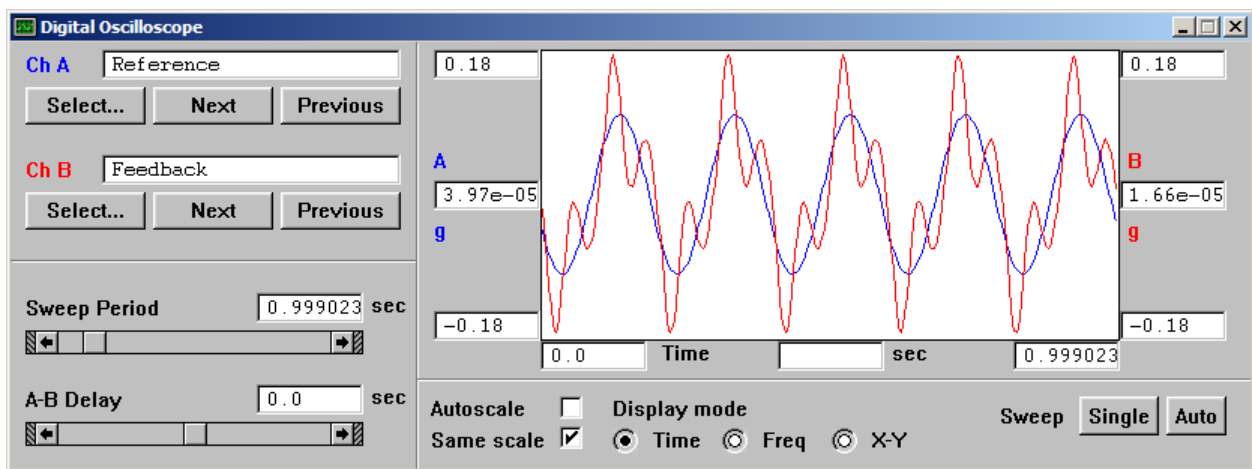 Digital Oscilloscope
Ch A Reference
Select... Next Previous
Ch B Feedback
Select... Next Previous
Sweep Period 0.999023 sec
A-B Delay 0.0 sec
0.18 0.18
A B
3.97e-05 1.66e-05
g g
-0.18 -0.18
0.0 Time sec 0.999023
Autoscale Display mode
Same scale Time Freq X-Y
Sweep Single Auto